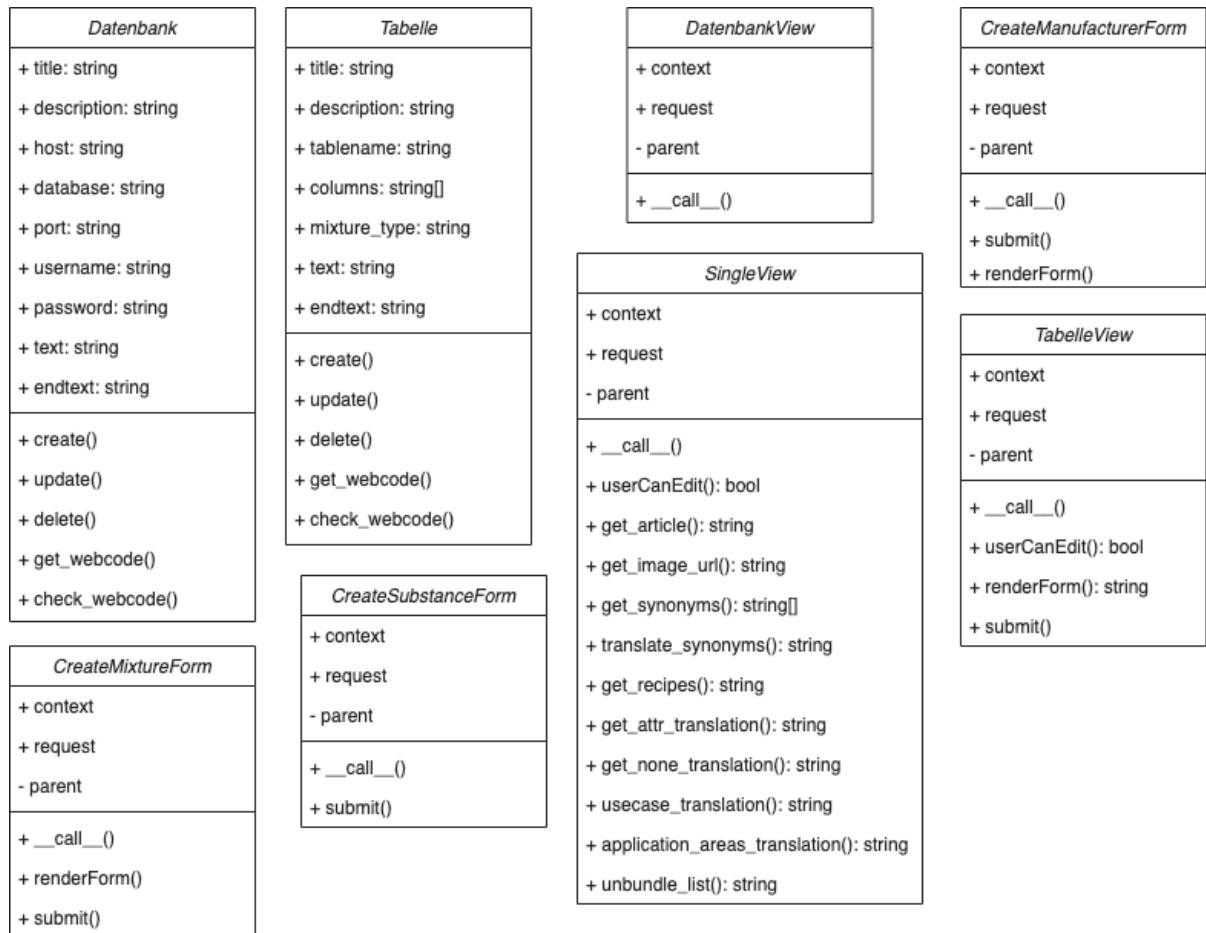 Datenbank
+ title: string
+ description: string
+ host: string
+ database: string
+ port: string
+ username: string
+ password: string
+ text: string
+ endtext: string
+ create()
+ update()
+ delete()
+ get_webcode()
+ check_webcode()
Tabelle
+ title: string
+ description: string
+ tablename: string
+ columns: string[]
+ mixture_type: string
+ text: string
+ endtext: string
+ create()
+ update()
+ delete()
+ get_webcode()
+ check_webcode()
DatenbankView
+ context
+ request
- parent
+ __call__()
CreateManufacturerForm
+ context
+ request
- parent
+ __call__()
+ submit()
+ renderForm()
SingleView
+ context
+ request
- parent
+ __call__()
+ userCanEdit(): bool
+ get_article(): string
+ get_image_url(): string
+ get_synonyms(): string[]
+ translate_synonyms(): string
+ get_recipes(): string
+ get_attr_translation(): string
+ get_none_translation(): string
+ usecase_translation(): string
+ application_areas_translation(): string
+ unbundle_list(): string
TabelleView
+ context
+ request
- parent
+ __call__()
+ userCanEdit(): bool
+ renderForm(): string
+ submit()
CreateSubstanceForm
+ context
+ request
- parent
+ __call__()
+ submit()
CreateMixtureForm
+ context
+ request
- parent
+ __call__()
+ renderForm()
+ submit()